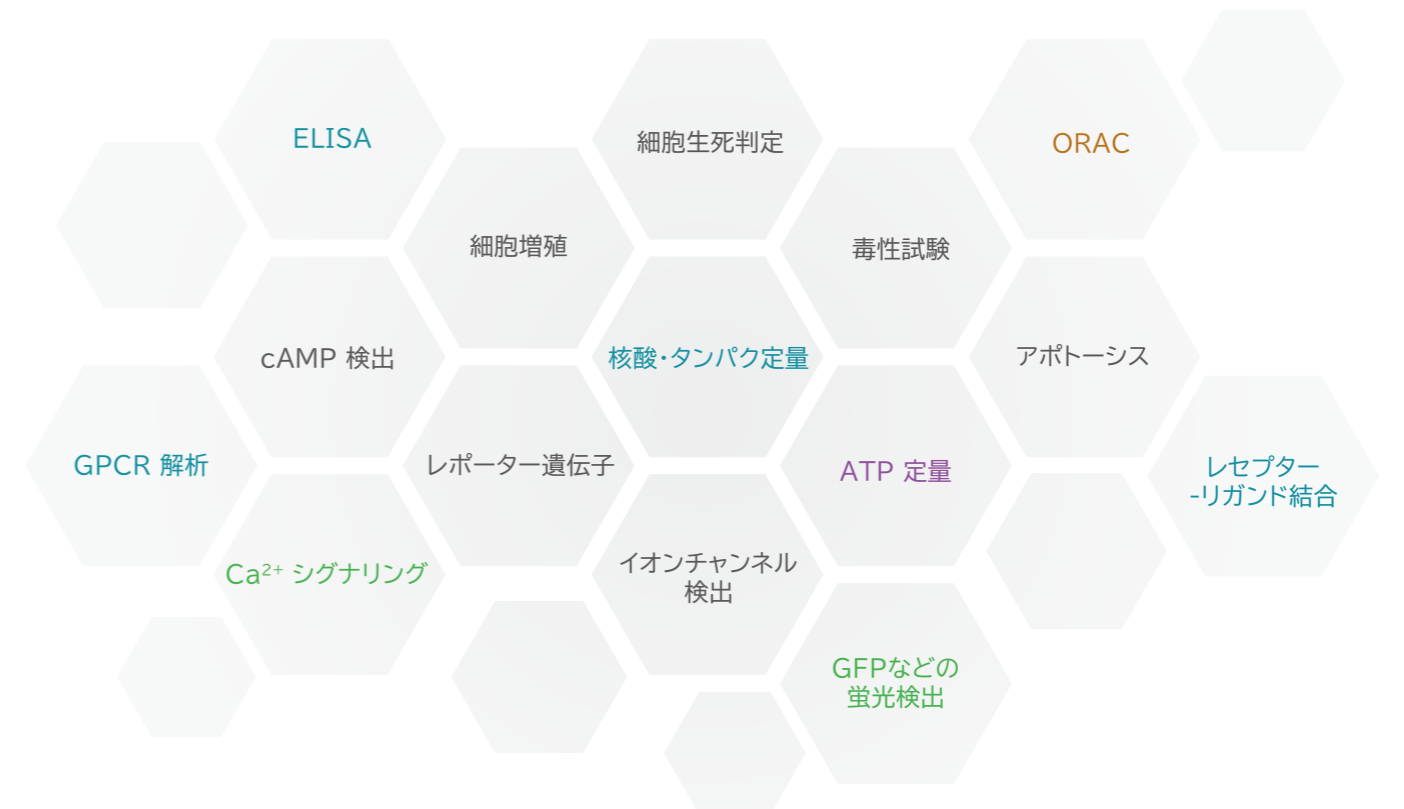 ELISA
細胞生死判定
ORAC
細胞増殖
毒性試験
cAMP 検出
核酸・タンパク定量
アポトーシス
GPCR 解析
レポーター遺伝子
ATP 定量
レセプター
-リガンド結合
Ca²⁺ シグナリング
イオンチャンネル
検出
GFPなどの
蛍光検出